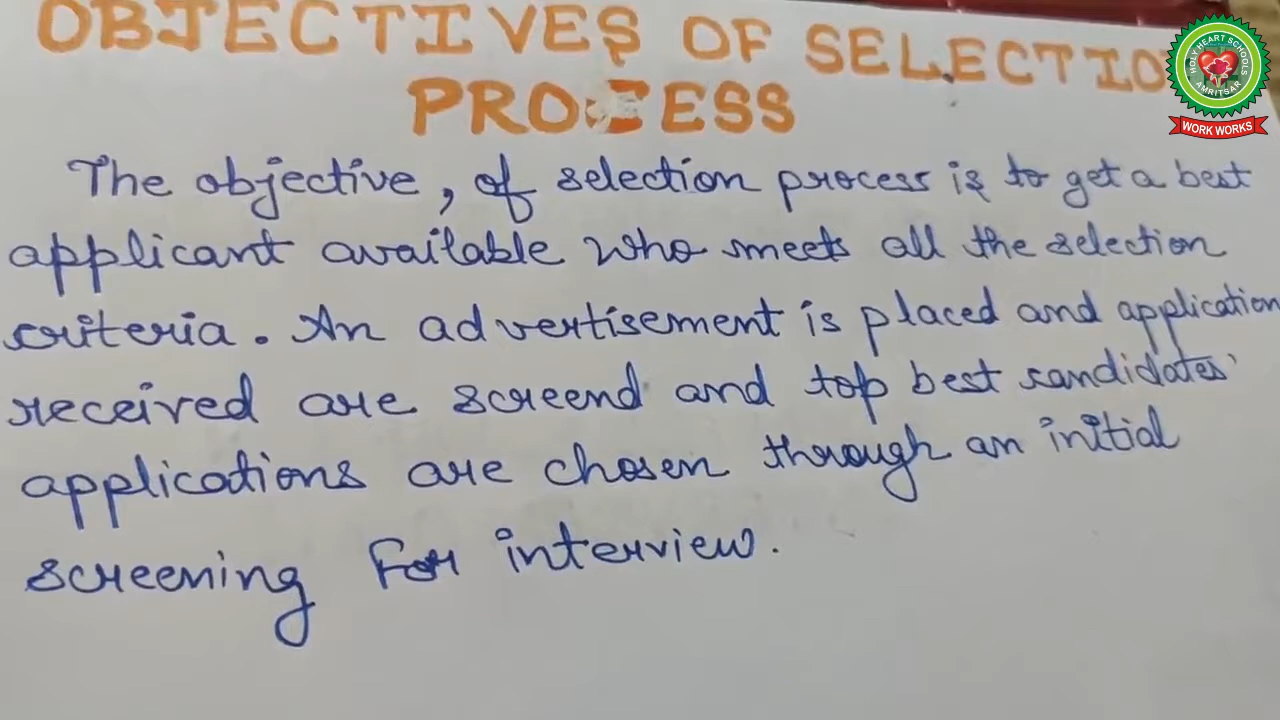 OBJECTIVES OF SELECTIO
PROCESS
The objective, of selection process is to get a best
applicant available who meets all the selection
criteria. An advertisement is placed and application
received are screend and top best candidates'
applications are chosen through an initial
screening For interview.
HOLY HEART SCHOOLS
AMRITSAR
WORK WORKS